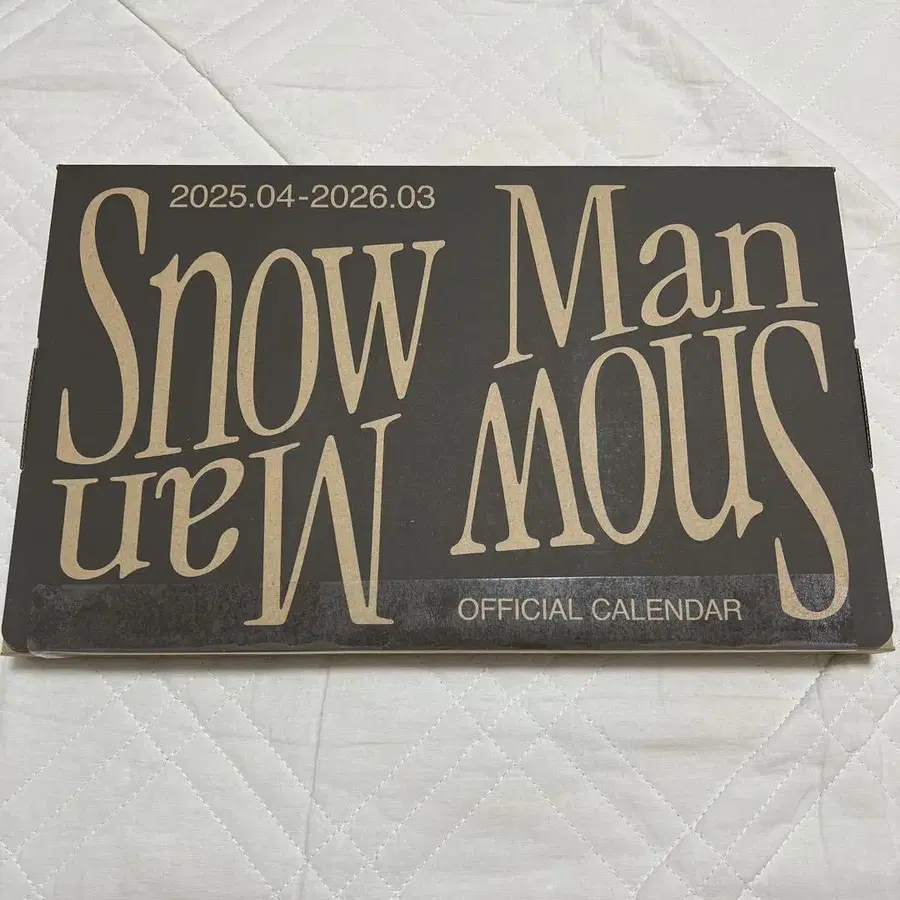 2025.04-2026.03
Snow Man
Snow Man
OFFICIAL CALENDAR